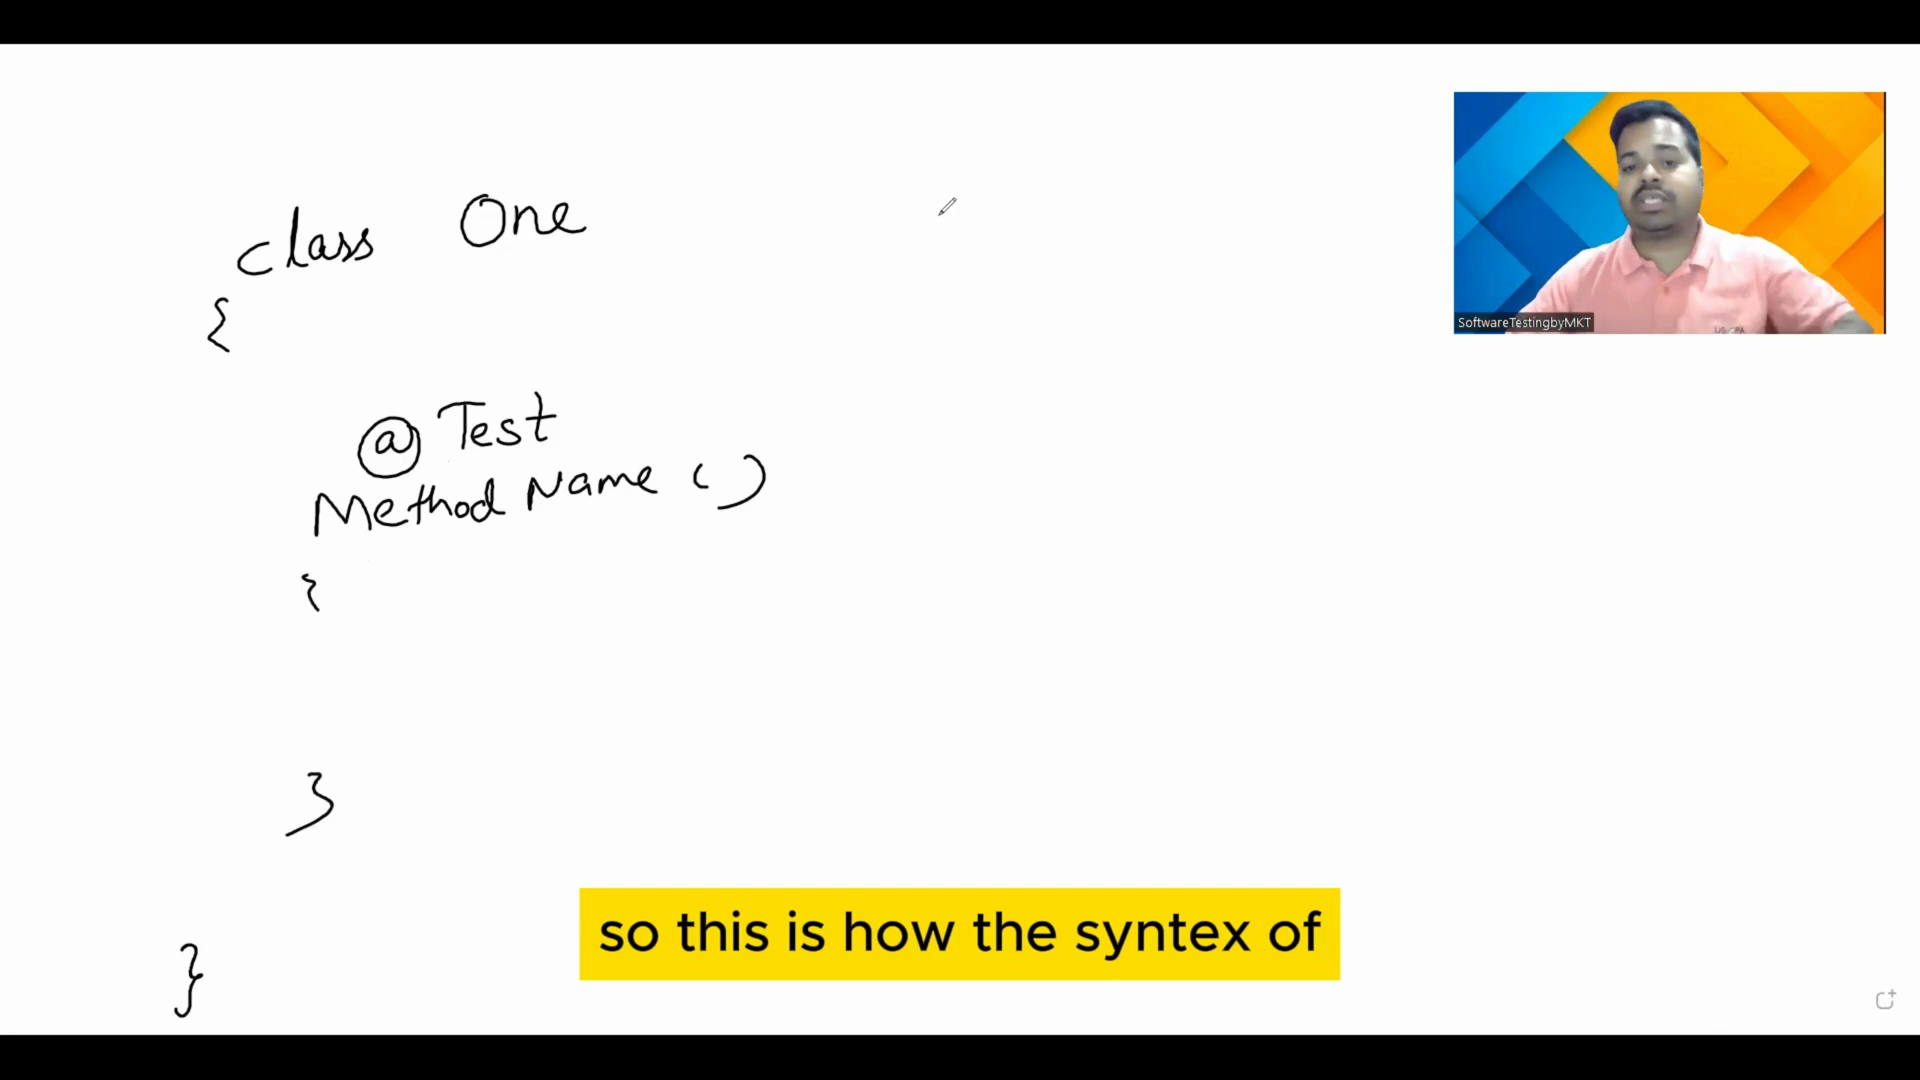 class One
{
@Test
Method Name ( )
{
}
}
SoftwareTestingbyMKT
so this is how the syntex of